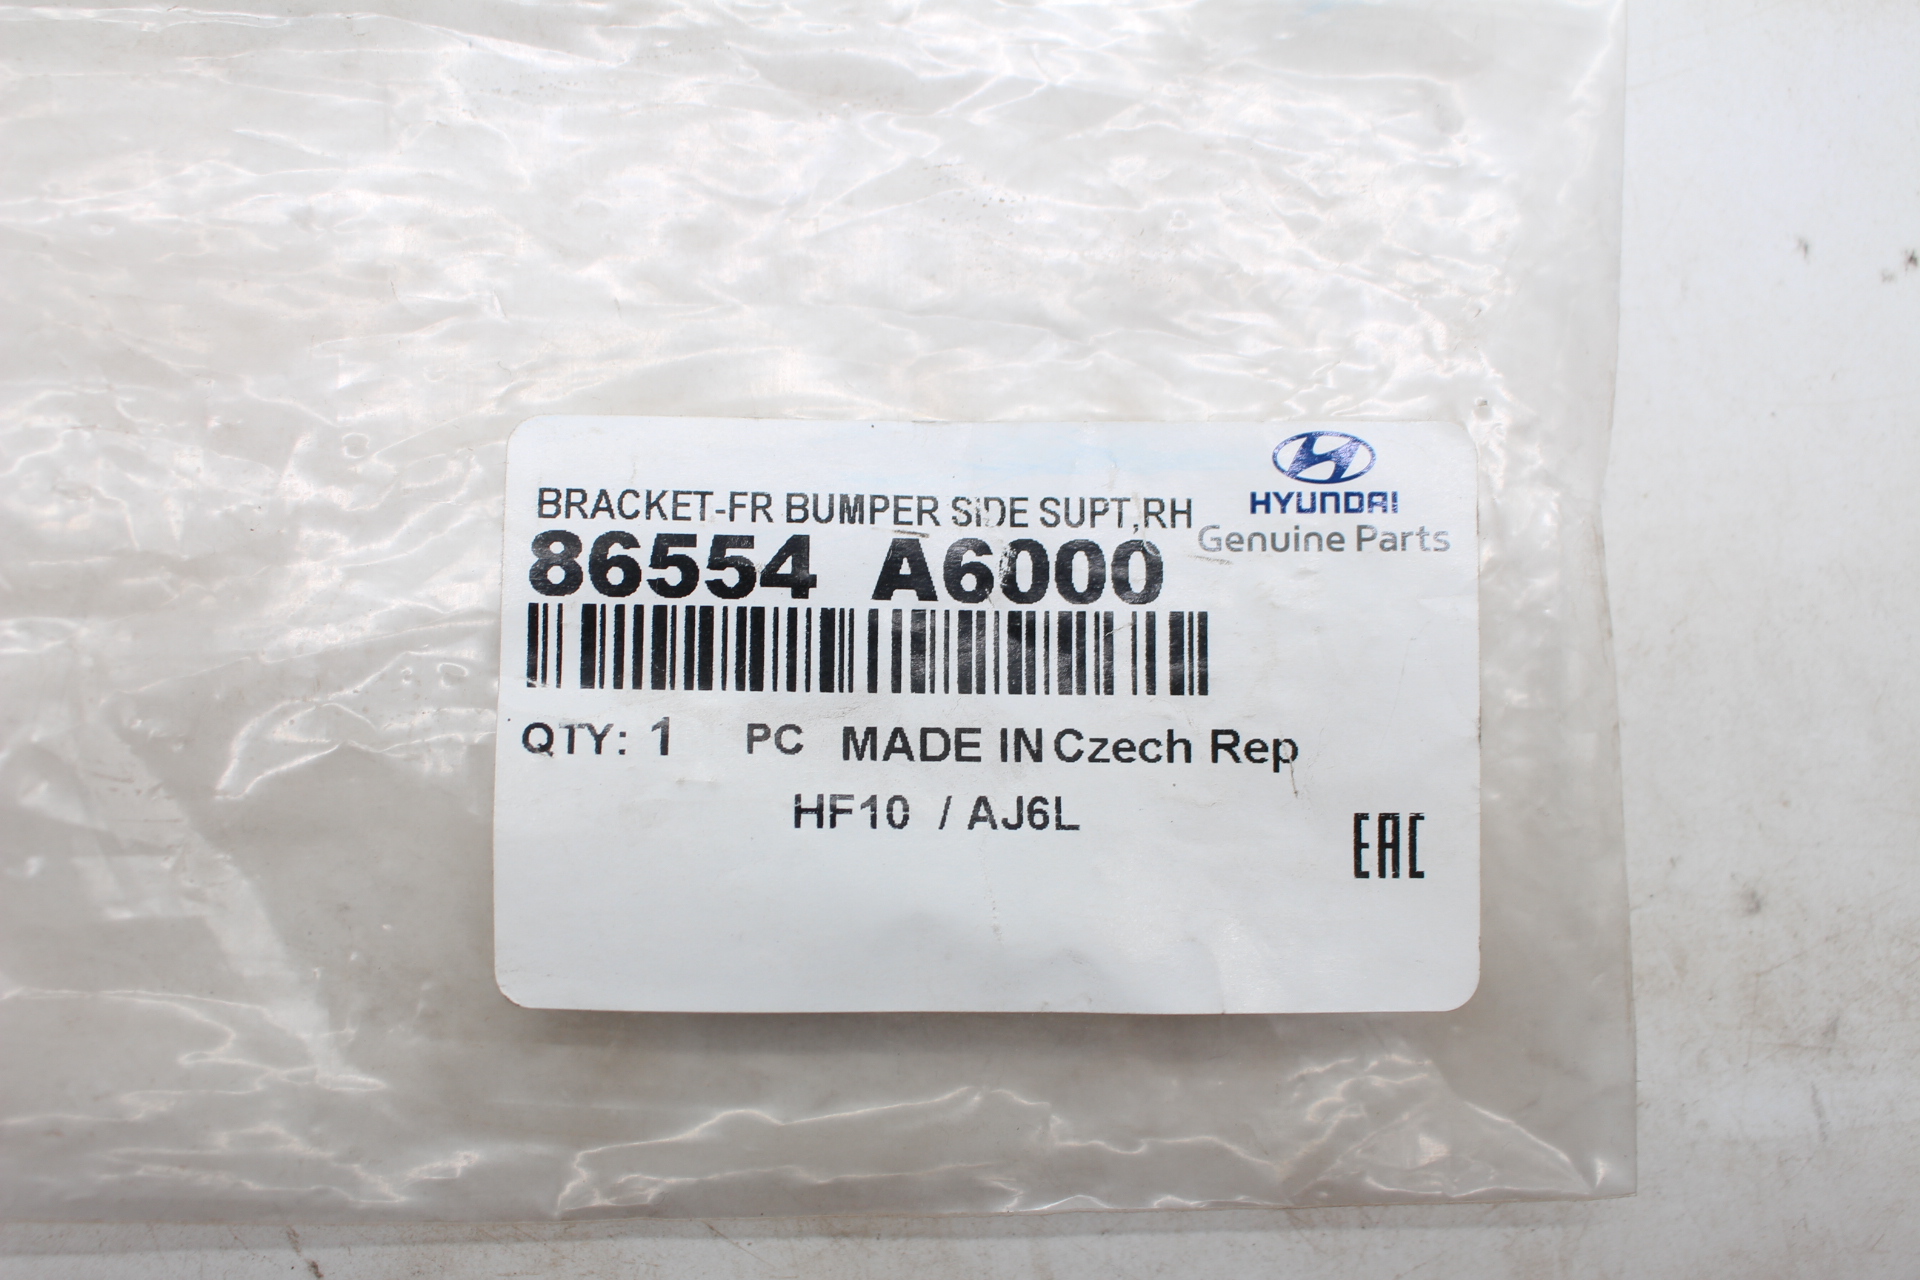 HYUNDAI
Genuine Parts
BRACKET-FR BUMPER SIDE SUPT,RH
86554 A6000
QTY: 1 PC MADE IN Czech Rep
HF10 / AJ6L
EAC